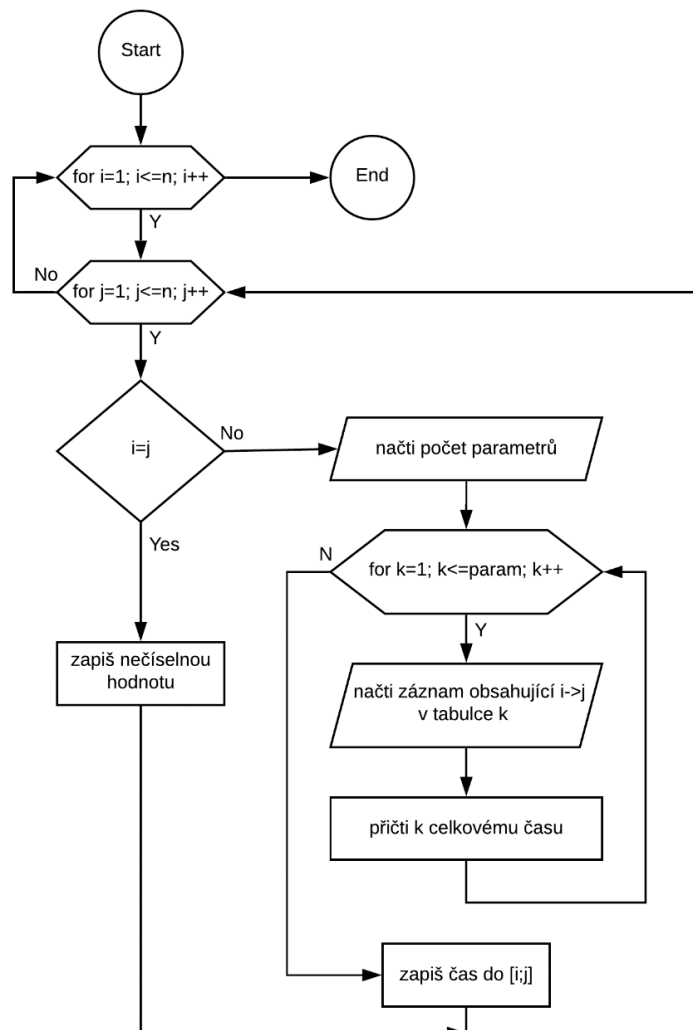 Start
for i=1; i<=n; i++
End
Y
No
for j=1; j<=n; j++
Y
i=j
No
načti počet parametrů
Yes
N
for k=1; k<=param; k++
Y
zapiš nečíselnou
hodnotu
načti záznam obsahující i->j
v tabulce k
přičti k celkovému času
zapiš čas do [i;j]